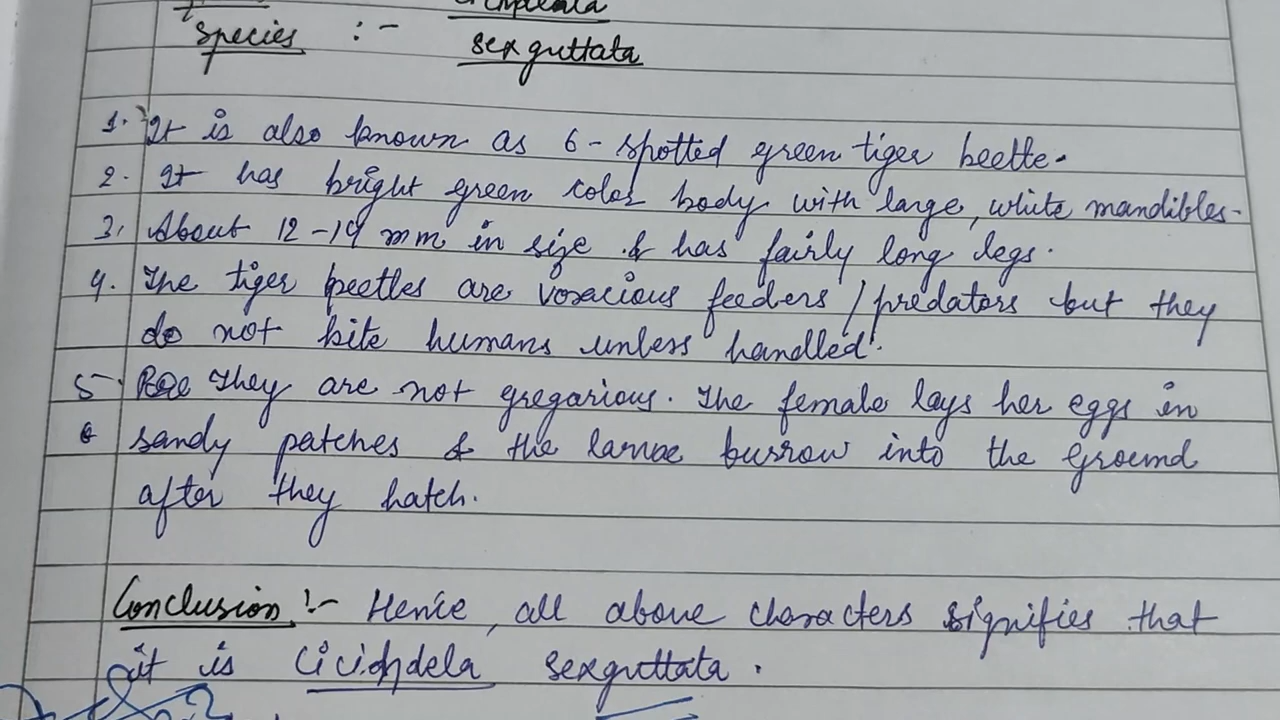 Species :-
sexguttata
1. It is also known as 6-spotted green tiger beetle.
2. It has bright green color body with large, white mandibles.
3. About 12-14 mm in size & has fairly long legs.
4. The tiger beetles are voracious feeders / predators but they
do not bite humans unless handled.
5. They are not gregarious. The female lays her eggs in
sandy patches & the larvae burrow into the ground
after they hatch.
Conclusion :- Hence, all above characters signifies that
it is Cicindela sexguttata.